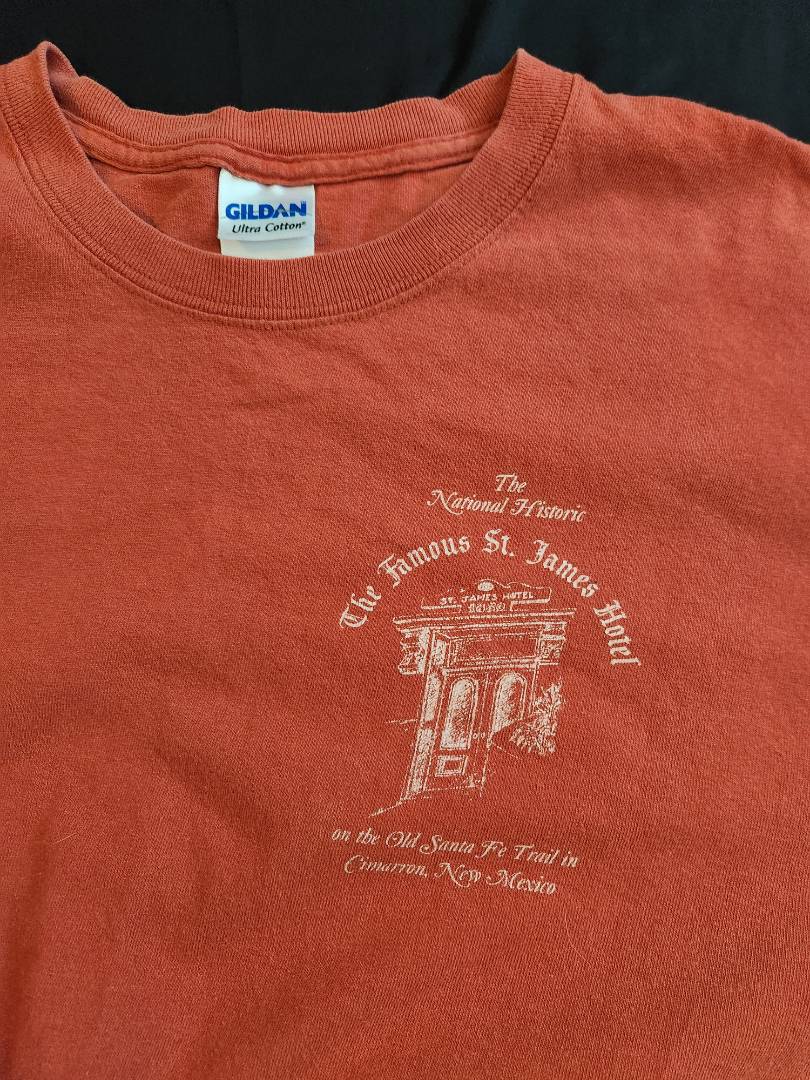 GILDAN
Ultra Cotton®
The
National Historic
The Famous St. James Hotel
ST. JAMES HOTEL
on the Old Santa Fe Trail in
Cimarron, New Mexico